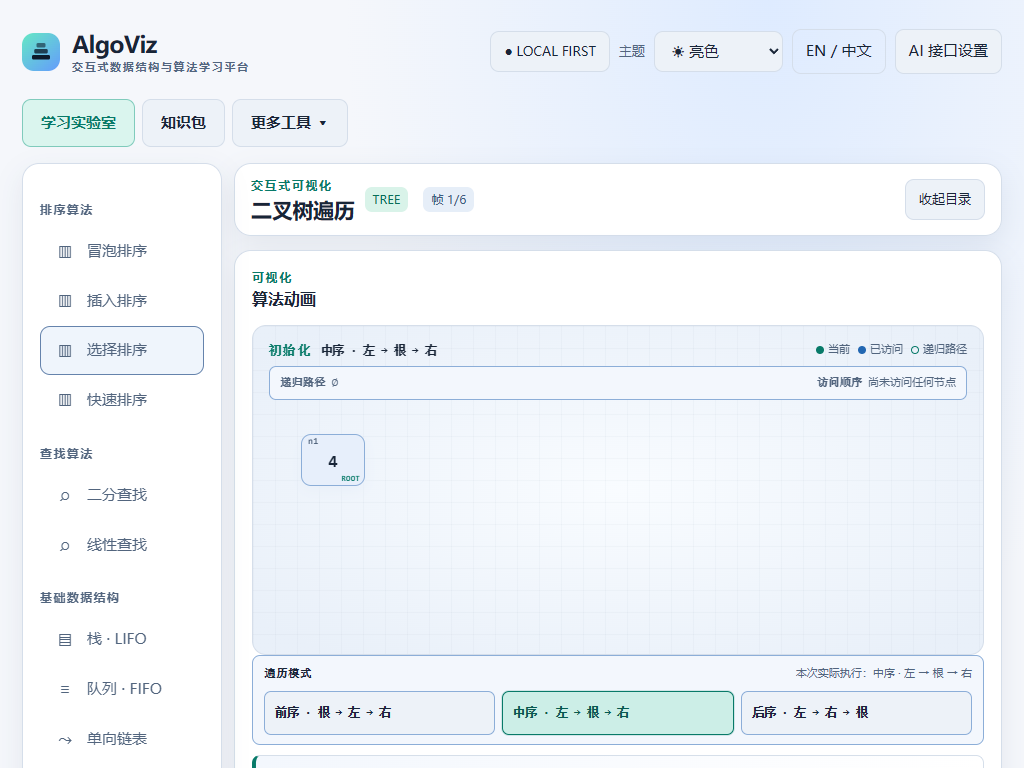 AlgoViz
交互式数据结构与算法学习平台
● LOCAL FIRST
主题
☀ 亮色
EN / 中文
AI 接口设置
学习实验室
知识包
更多工具 ▾
排序算法
▥ 冒泡排序
▥ 插入排序
▥ 选择排序
▥ 快速排序
查找算法
⌕ 二分查找
⌕ 线性查找
基础数据结构
▤ 栈 · LIFO
≡ 队列 · FIFO
⤳ 单向链表
交互式可视化
二叉树遍历
TREE
帧 1/6
收起目录
可视化
算法动画
初始化 中序 · 左 → 根 → 右
当前 已访问 递归路径
递归路径 ∅
访问顺序 尚未访问任何节点
n1
4
ROOT
遍历模式
本次实际执行：中序 · 左 → 根 → 右
前序 · 根 → 左 → 右
中序 · 左 → 根 → 右
后序 · 左 → 右 → 根